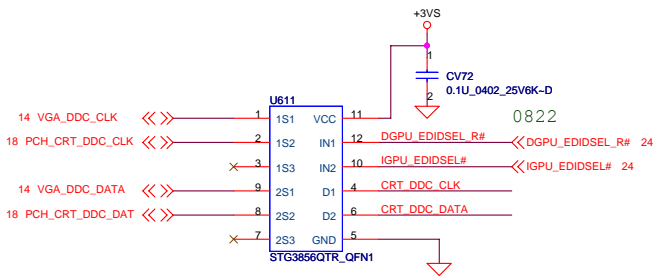 +3VS
1
CV72
0.1U_0402_25V6K~D
2
U611
0822
14 VGA_DDC_CLK 1 1S1 VCC 11
18 PCH_CRT_DDC_CLK 2 1S2 IN1 12 DGPU_EDIDSEL_R# DGPU_EDIDSEL_R# 24
3 1S3 IN2 10 IGPU_EDIDSEL# IGPU_EDIDSEL# 24
14 VGA_DDC_DATA 9 2S1 D1 4 CRT_DDC_CLK
18 PCH_CRT_DDC_DAT 8 2S2 D2 6 CRT_DDC_DATA
7 2S3 GND 5
STG3856QTR_QFN1